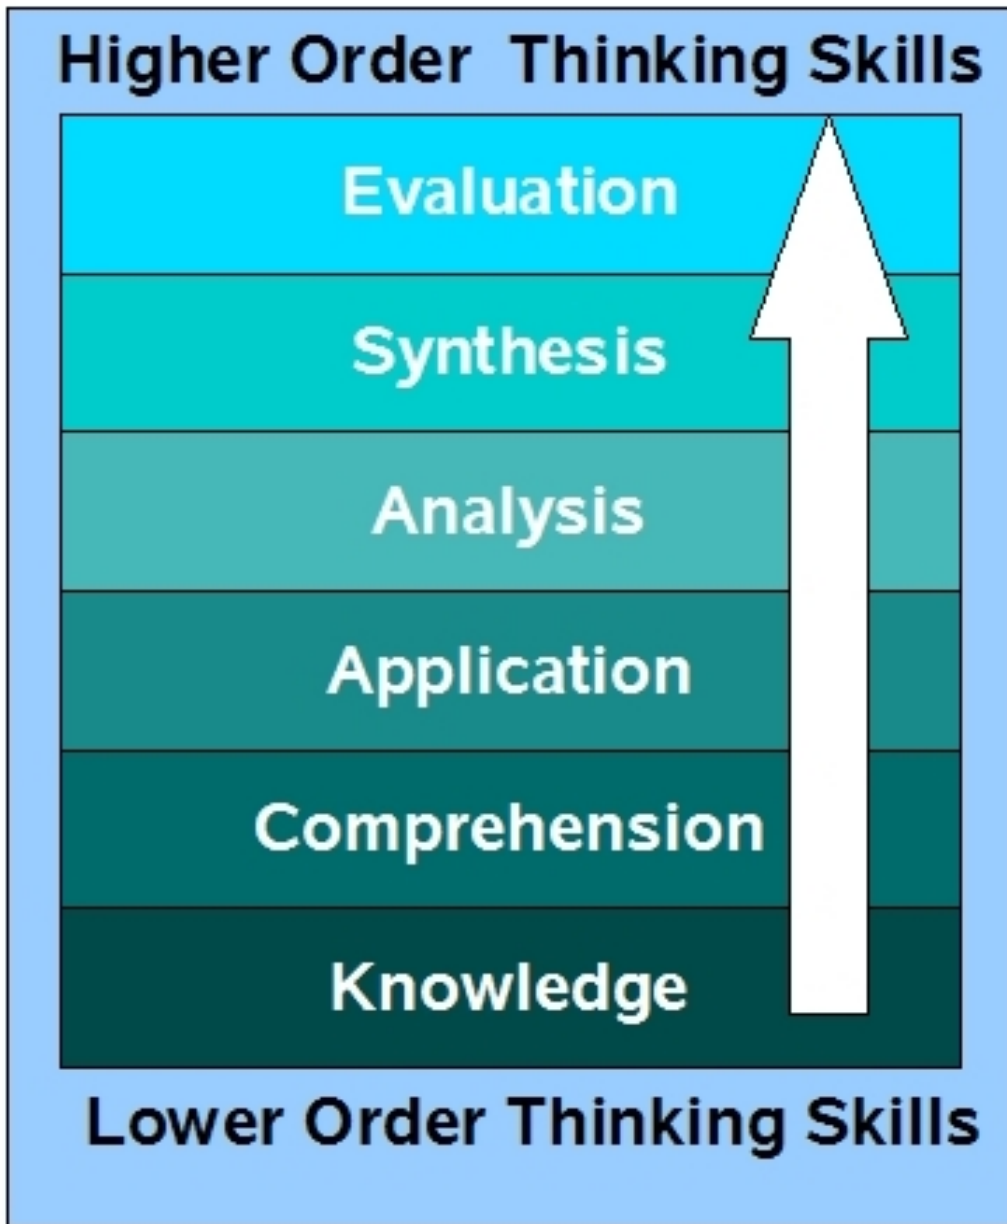 Higher Order Thinking Skills
Evaluation
Synthesis
Analysis
Application
Comprehension
Knowledge
Lower Order Thinking Skills